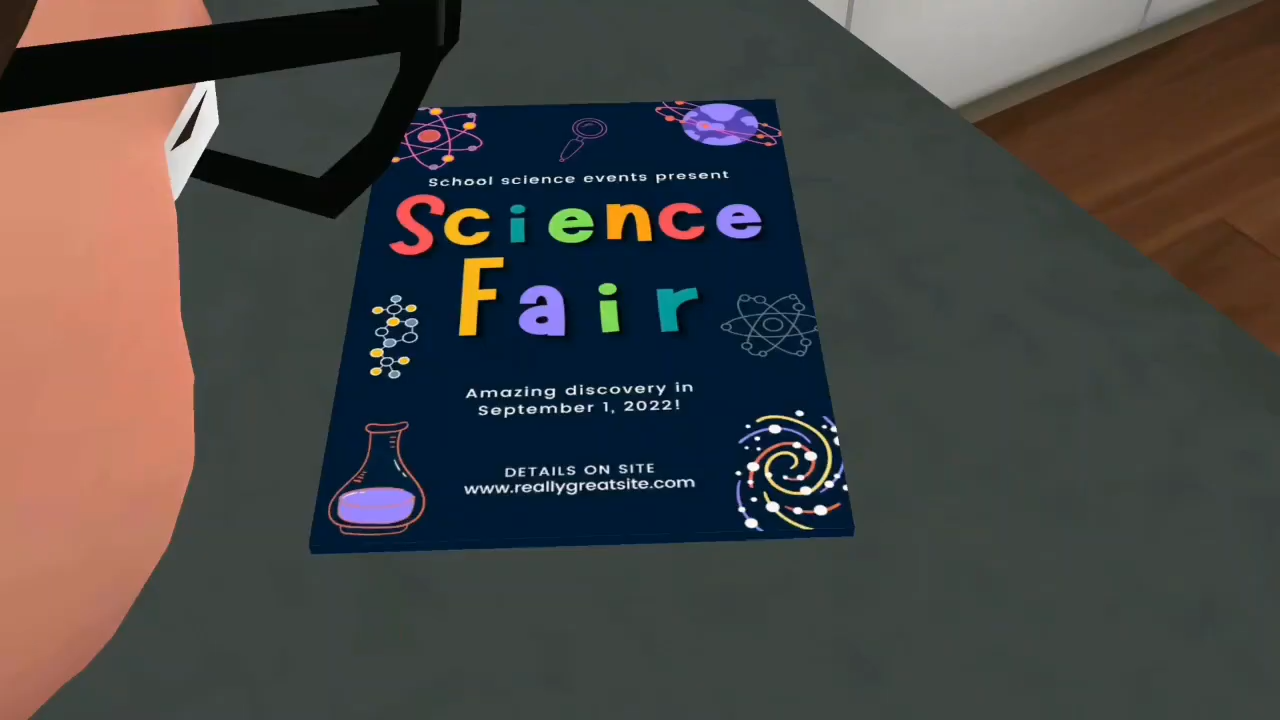 School science events present
Science
Fair
Amazing discovery in
September 1, 2022!
DETAILS ON SITE
www.reallygreatsite.com